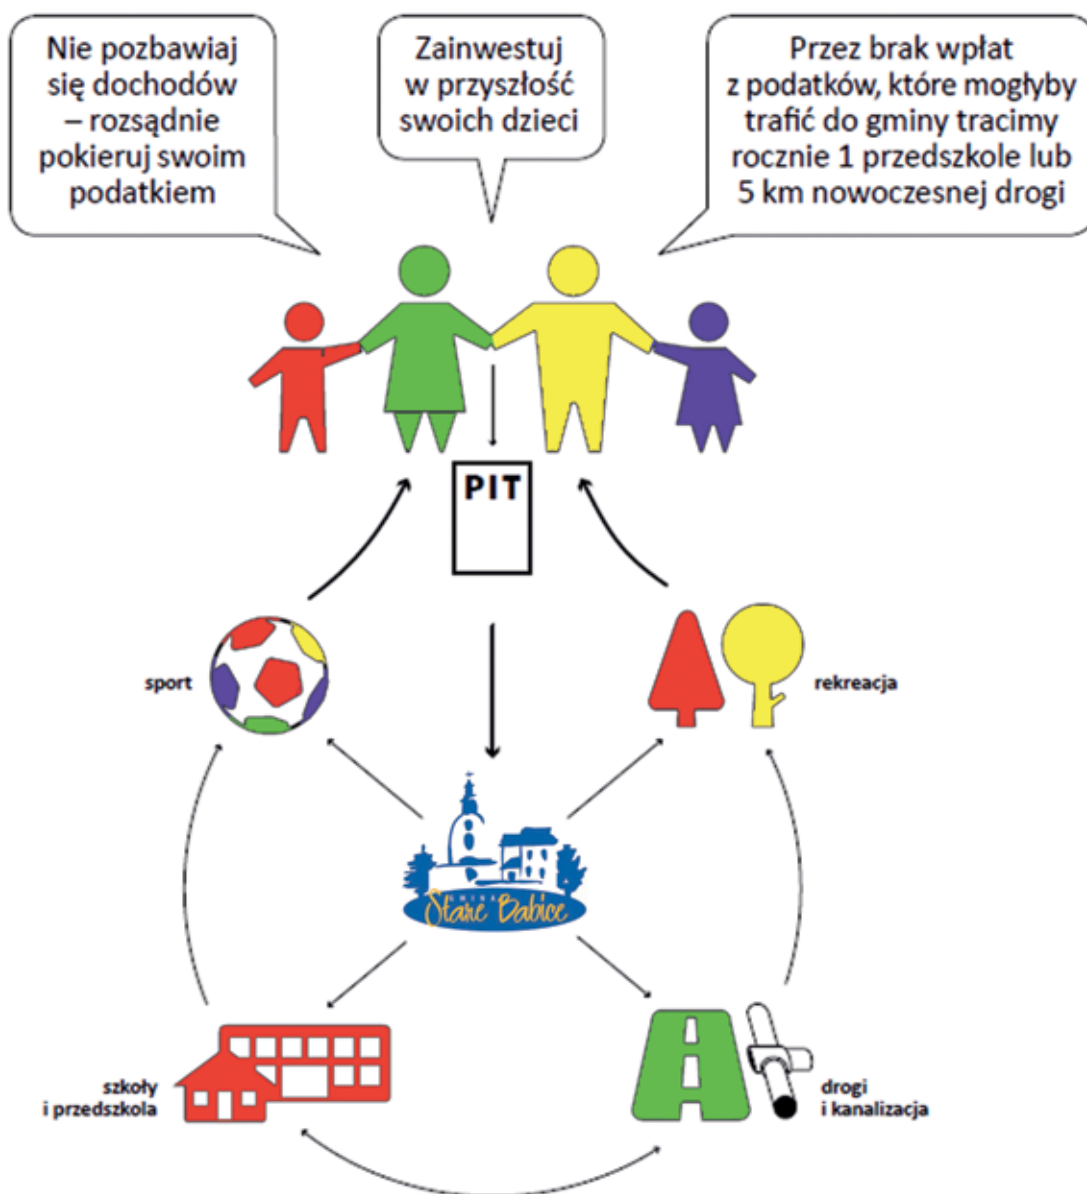 Nie pozbawiaj
się dochodów
– rozsądnie
pokieruj swoim
podatkiem
Zainwestuj
w przyszłość
swoich dzieci
Przez brak wpłat
z podatków, które mogłyby
trafić do gminy tracimy
rocznie 1 przedszkole lub
5 km nowoczesnej drogi
PIT
sport
rekreacja
GMINA
Stare Babice
szkoły
i przedszkola
drogi
i kanalizacja